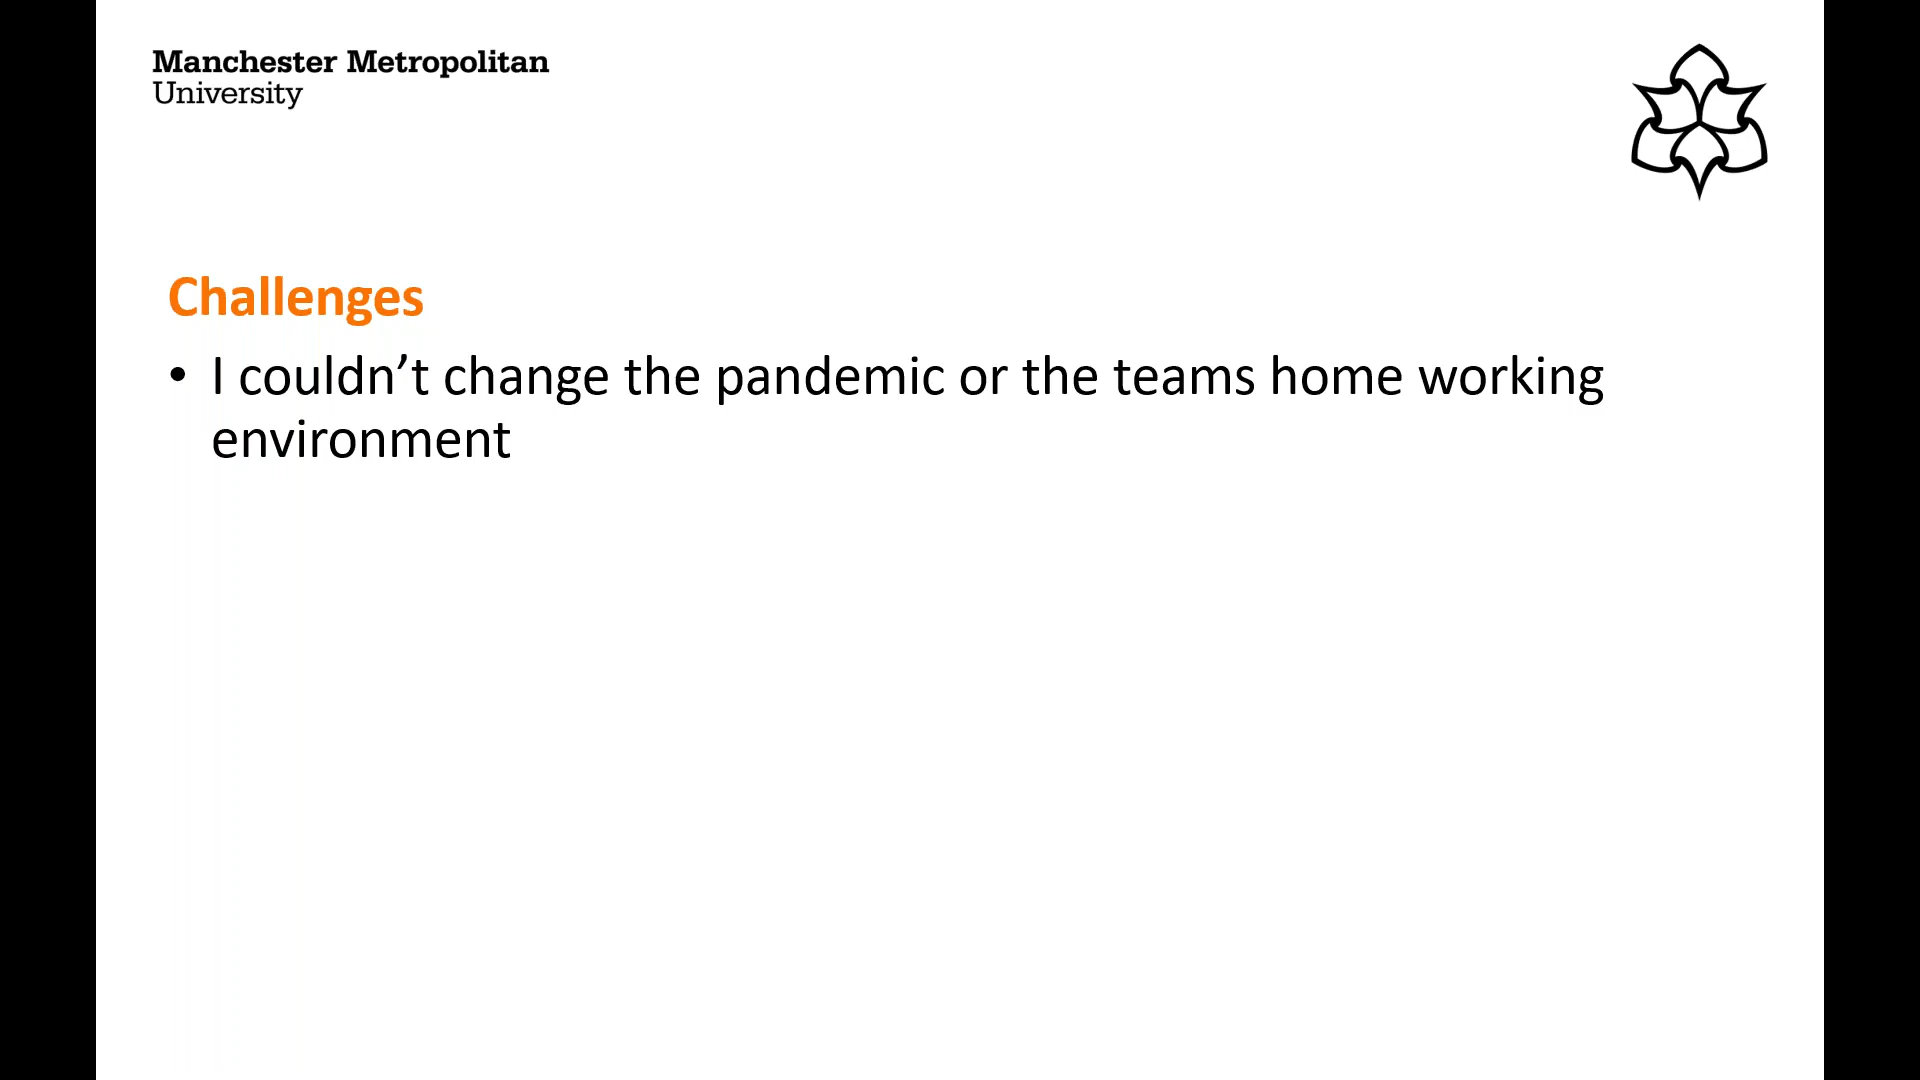 Manchester Metropolitan
University
Challenges
• I couldn’t change the pandemic or the teams home working
environment